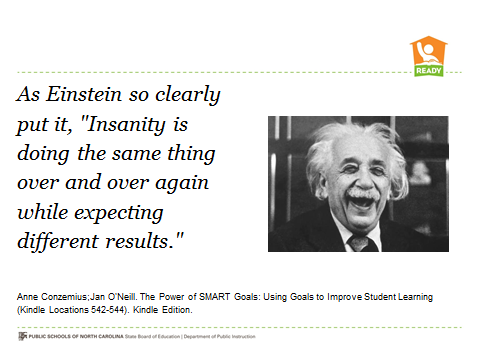 READY
As Einstein so clearly
put it, "Insanity is
doing the same thing
over and over again
while expecting
different results."
Anne Conzemius;Jan O'Neill. The Power of SMART Goals: Using Goals to Improve Student Learning
(Kindle Locations 542-544). Kindle Edition.
PUBLIC SCHOOLS OF NORTH CAROLINA State Board of Education | Department of Public Instruction